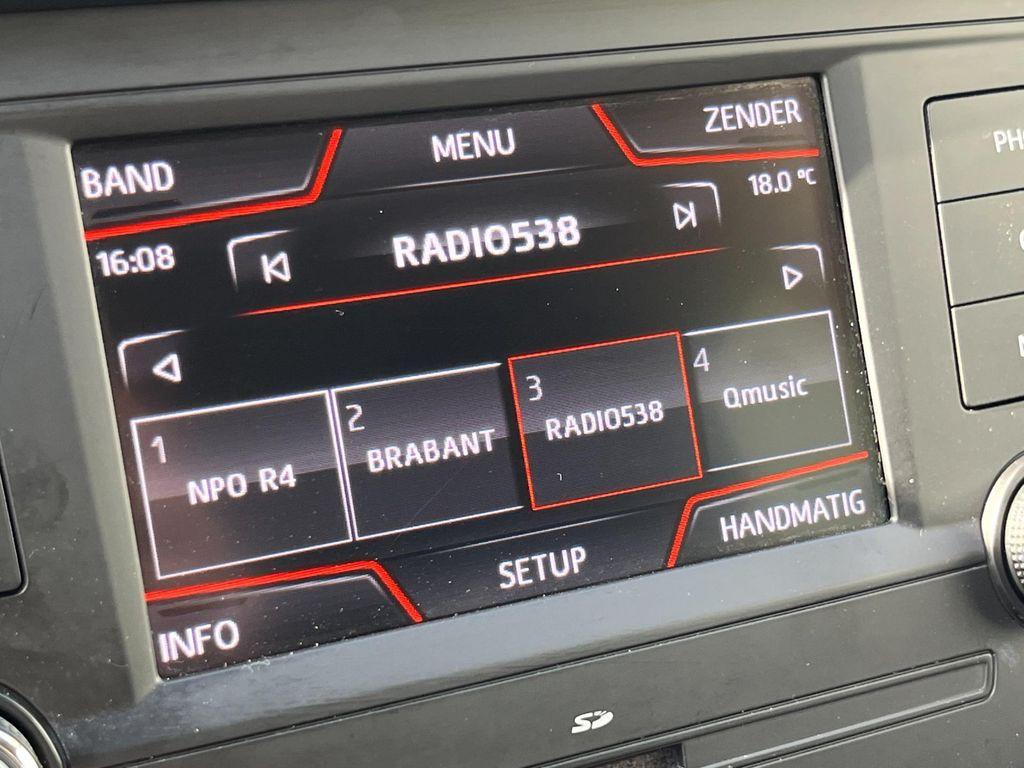 BAND
MENU
ZENDER
18.0 °C
16:08
RADIO538
1
NPO R4
2
BRABANT
3
RADIO538
4
Qmusic
INFO
SETUP
HANDMATIG
SD